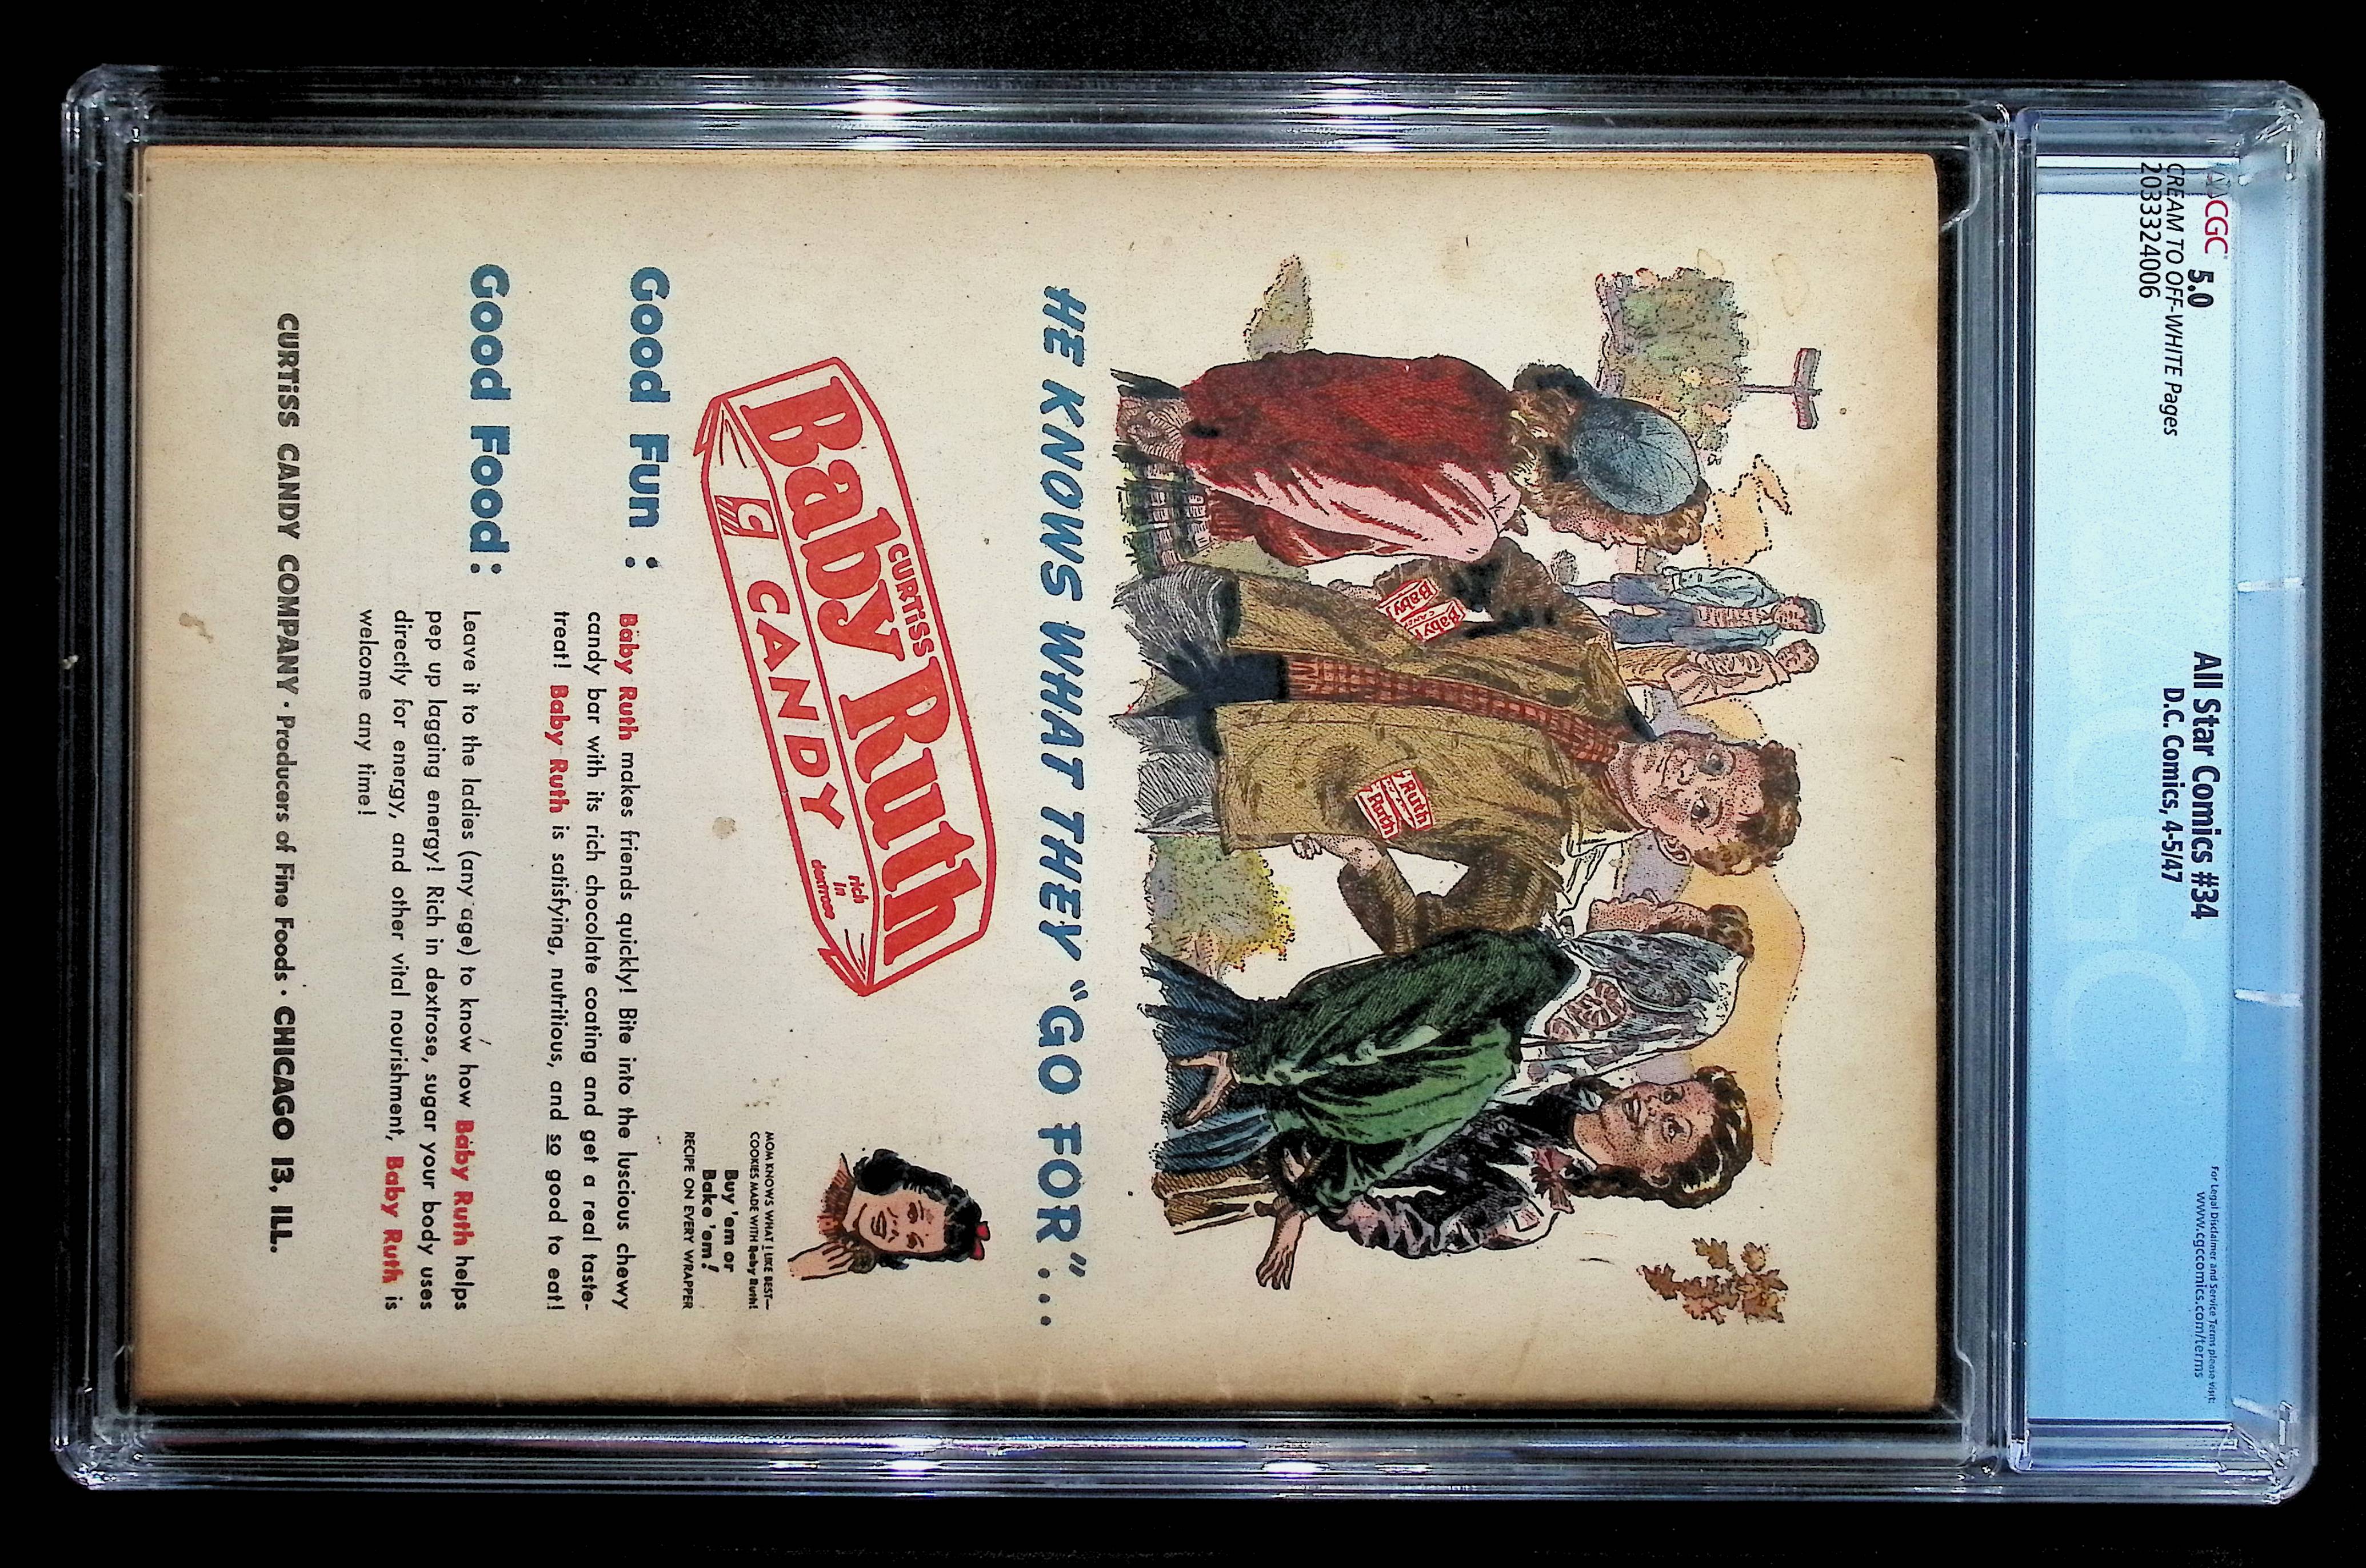 CGC 5.0
CREAM TO OFF-WHITE Pages
2033324006
All Star Comics #34
D.C. Comics, 4-5/47
For Legal Disclaimer and Service Terms please visit:
www.cgccomics.com/terms
Baby
Baby
Ruth
Ruth
HE KNOWS WHAT THEY "GO FOR"...
CURTiSS
Baby Ruth
CANDY
rich
in
dextrose
MOM KNOWS WHAT I LIKE BEST—
COOKIES MADE WITH Baby Ruth!
Buy 'em or
Bake 'em!
RECIPE ON EVERY WRAPPER
Good Fun :
Baby Ruth makes friends quickly! Bite into the luscious chewy
candy bar with its rich chocolate coating and get a real taste-
treat! Baby Ruth is satisfying, nutritious, and so good to eat!
Good Food:
Leave it to the ladies (any age) to know how Baby Ruth helps
pep up lagging energy! Rich in dextrose, sugar your body uses
directly for energy, and other vital nourishment, Baby Ruth is
welcome any time!
CURTiSS CANDY COMPANY • Producers of Fine Foods • CHICAGO 13, ILL.